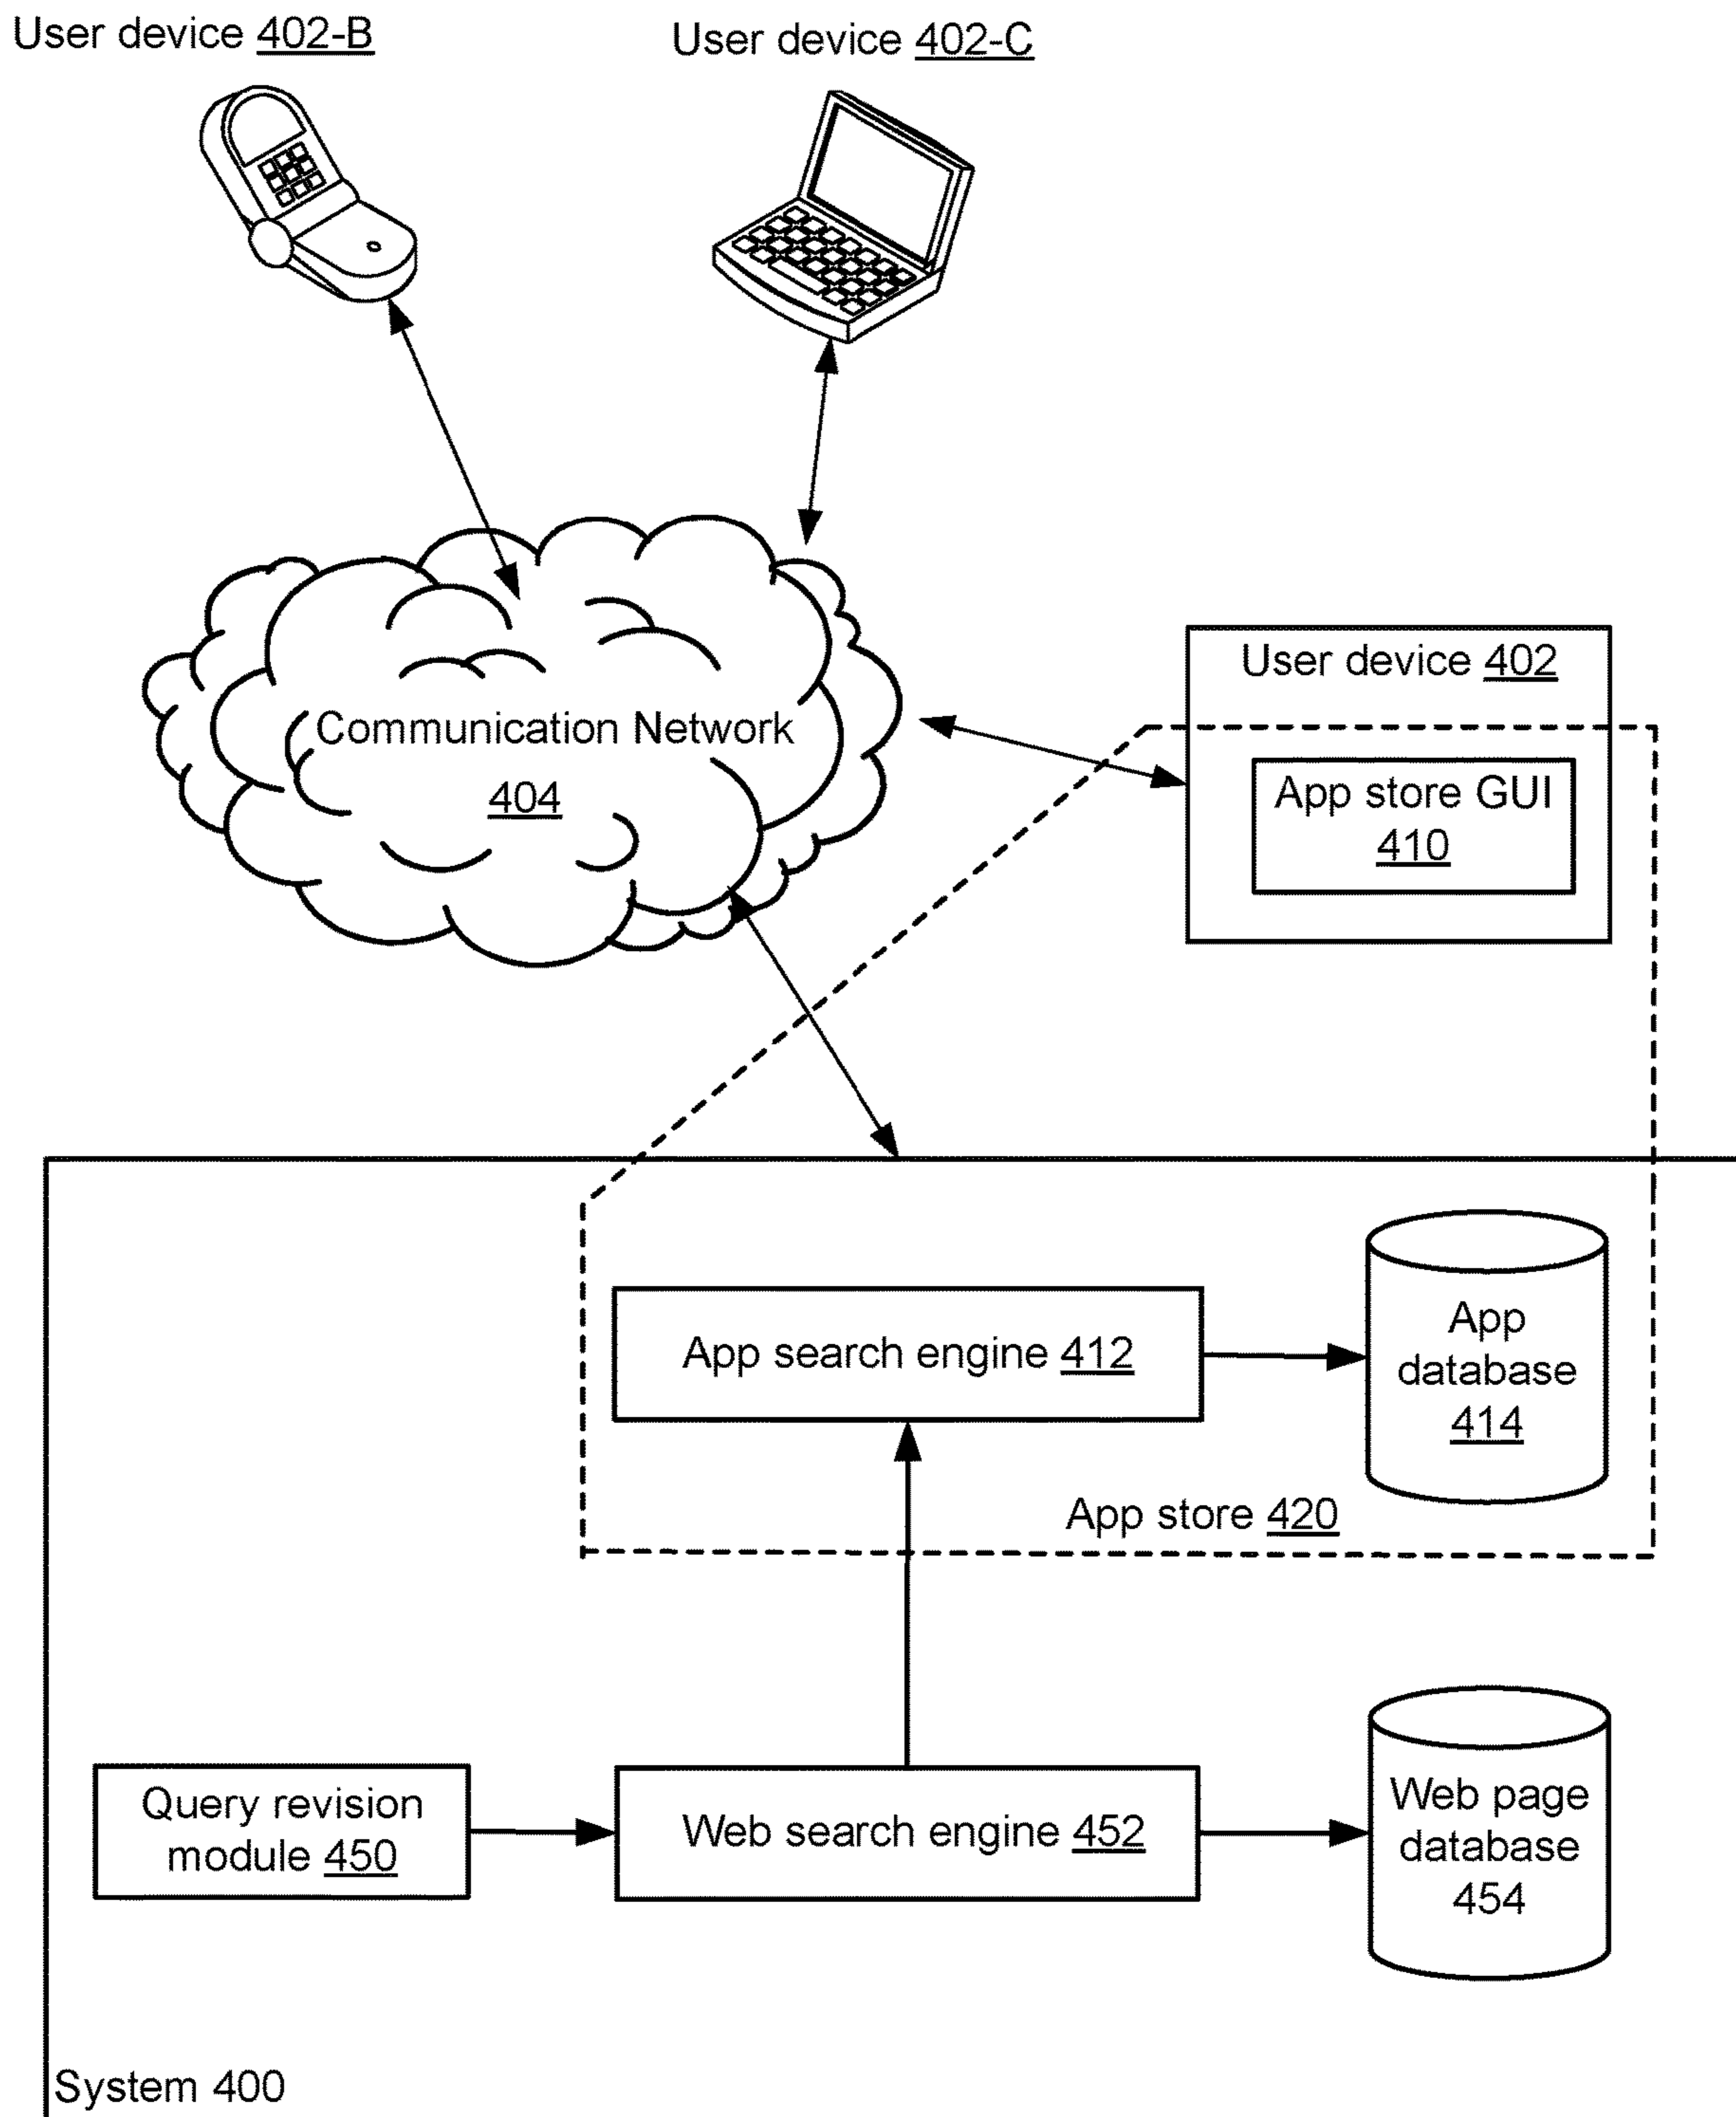 User device 402-B
User device 402-C
User device 402
Communication Network
404
App store GUI
410
App search engine 412
App
database
414
App store 420
Query revision
module 450
Web search engine 452
Web page
database
454
System 400